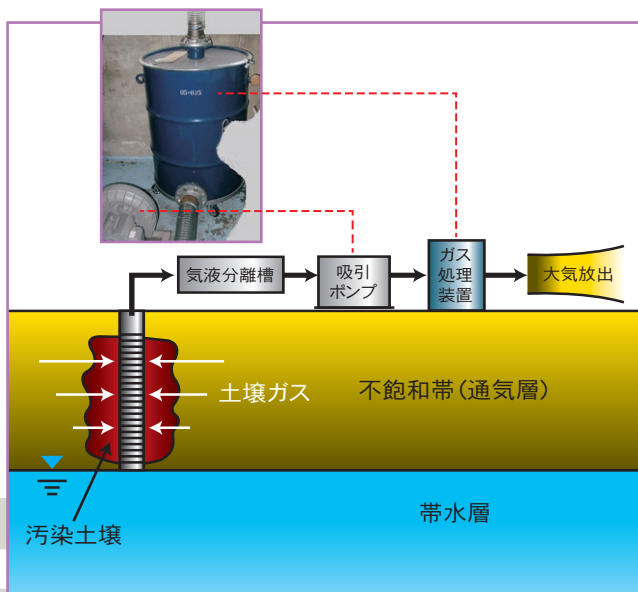 05-025
気液分離槽
吸引
ポンプ
ガス
処理
装置
大気放出
土壌ガス
不飽和帯（通気層）
帯水層
汚染土壌